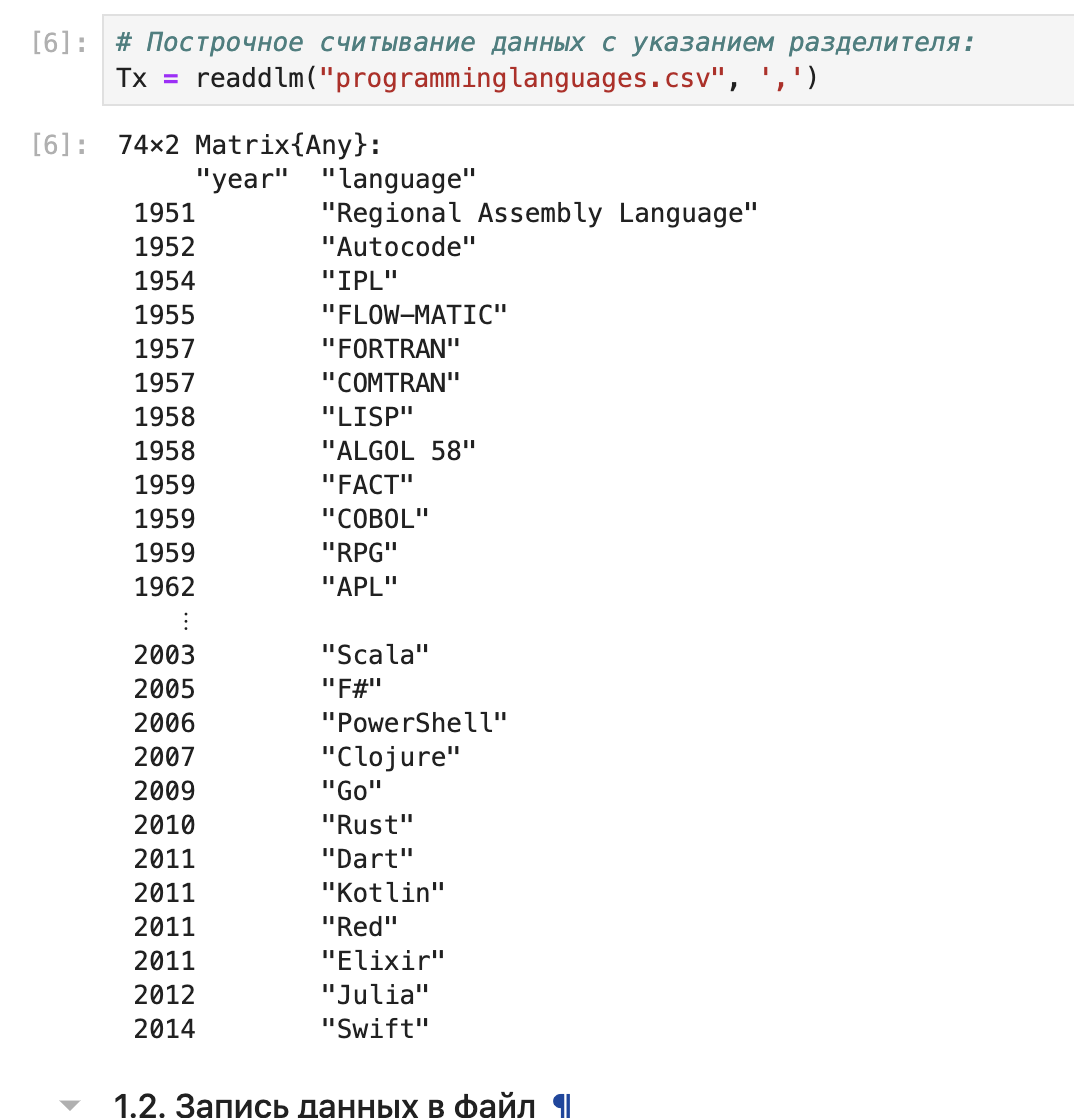 [6]: # Построчное считывание данных с указанием разделителя:
Tx = readdlm("programminglanguages.csv", ',')
[6]: 74×2 Matrix{Any}:
"year" "language"
1951 "Regional Assembly Language"
1952 "Autocode"
1954 "IPL"
1955 "FLOW-MATIC"
1957 "FORTRAN"
1957 "COMTRAN"
1958 "LISP"
1958 "ALGOL 58"
1959 "FACT"
1959 "COBOL"
1959 "RPG"
1962 "APL"
⋮
2003 "Scala"
2005 "F#"
2006 "PowerShell"
2007 "Clojure"
2009 "Go"
2010 "Rust"
2011 "Dart"
2011 "Kotlin"
2011 "Red"
2011 "Elixir"
2012 "Julia"
2014 "Swift"
1.2. Запись данных в файл ¶